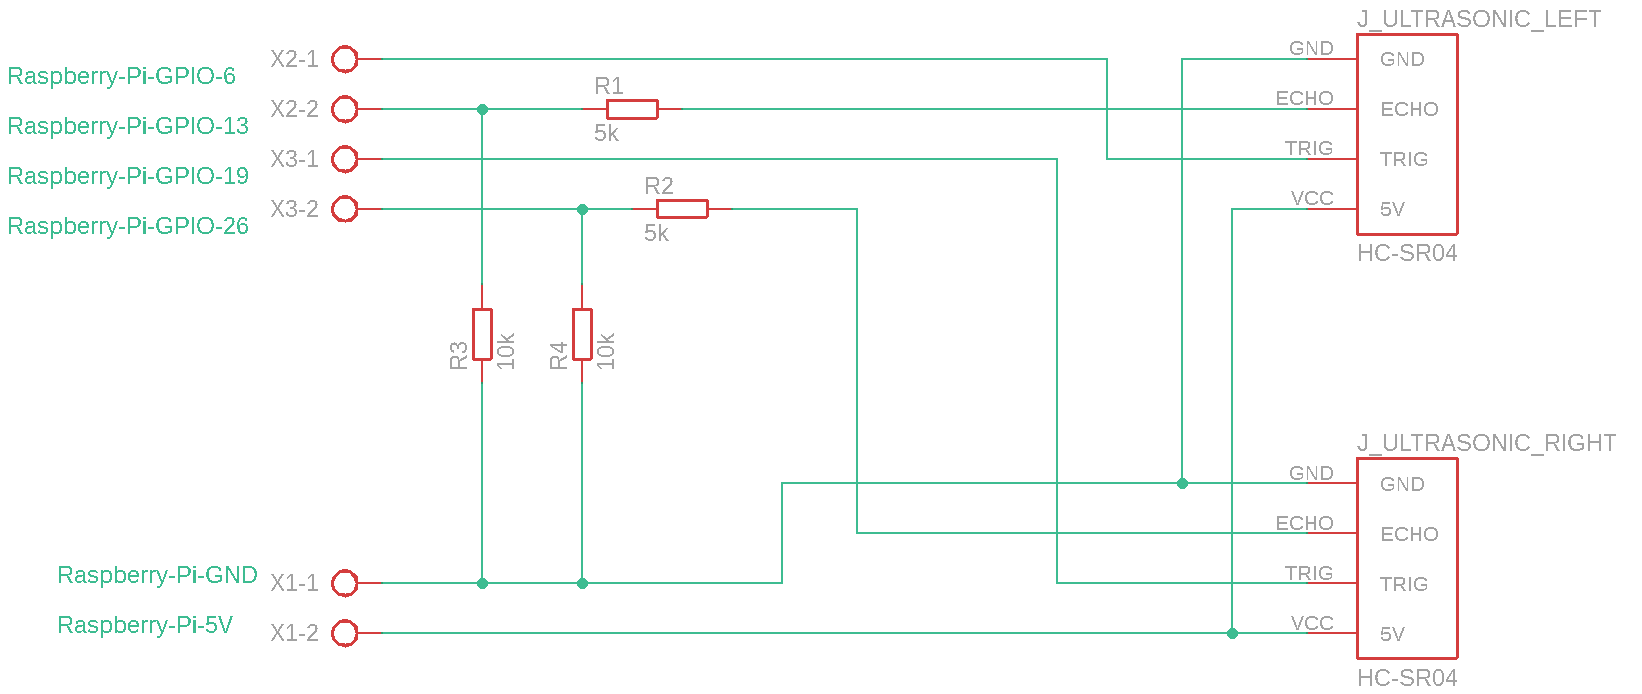 J_ULTRASONIC_LEFT
GND
X2-1
GND
Raspberry-Pi-GPIO-6
R1
ECHO
X2-2
ECHO
Raspberry-Pi-GPIO-13
5k
TRIG
X3-1
TRIG
Raspberry-Pi-GPIO-19
R2
VCC
X3-2
5V
Raspberry-Pi-GPIO-26
5k
HC-SR04
R3
10k
R4
10k
J_ULTRASONIC_RIGHT
GND
GND
ECHO
ECHO
Raspberry-Pi-GND
X1-1
TRIG
TRIG
Raspberry-Pi-5V
X1-2
VCC
5V
HC-SR04